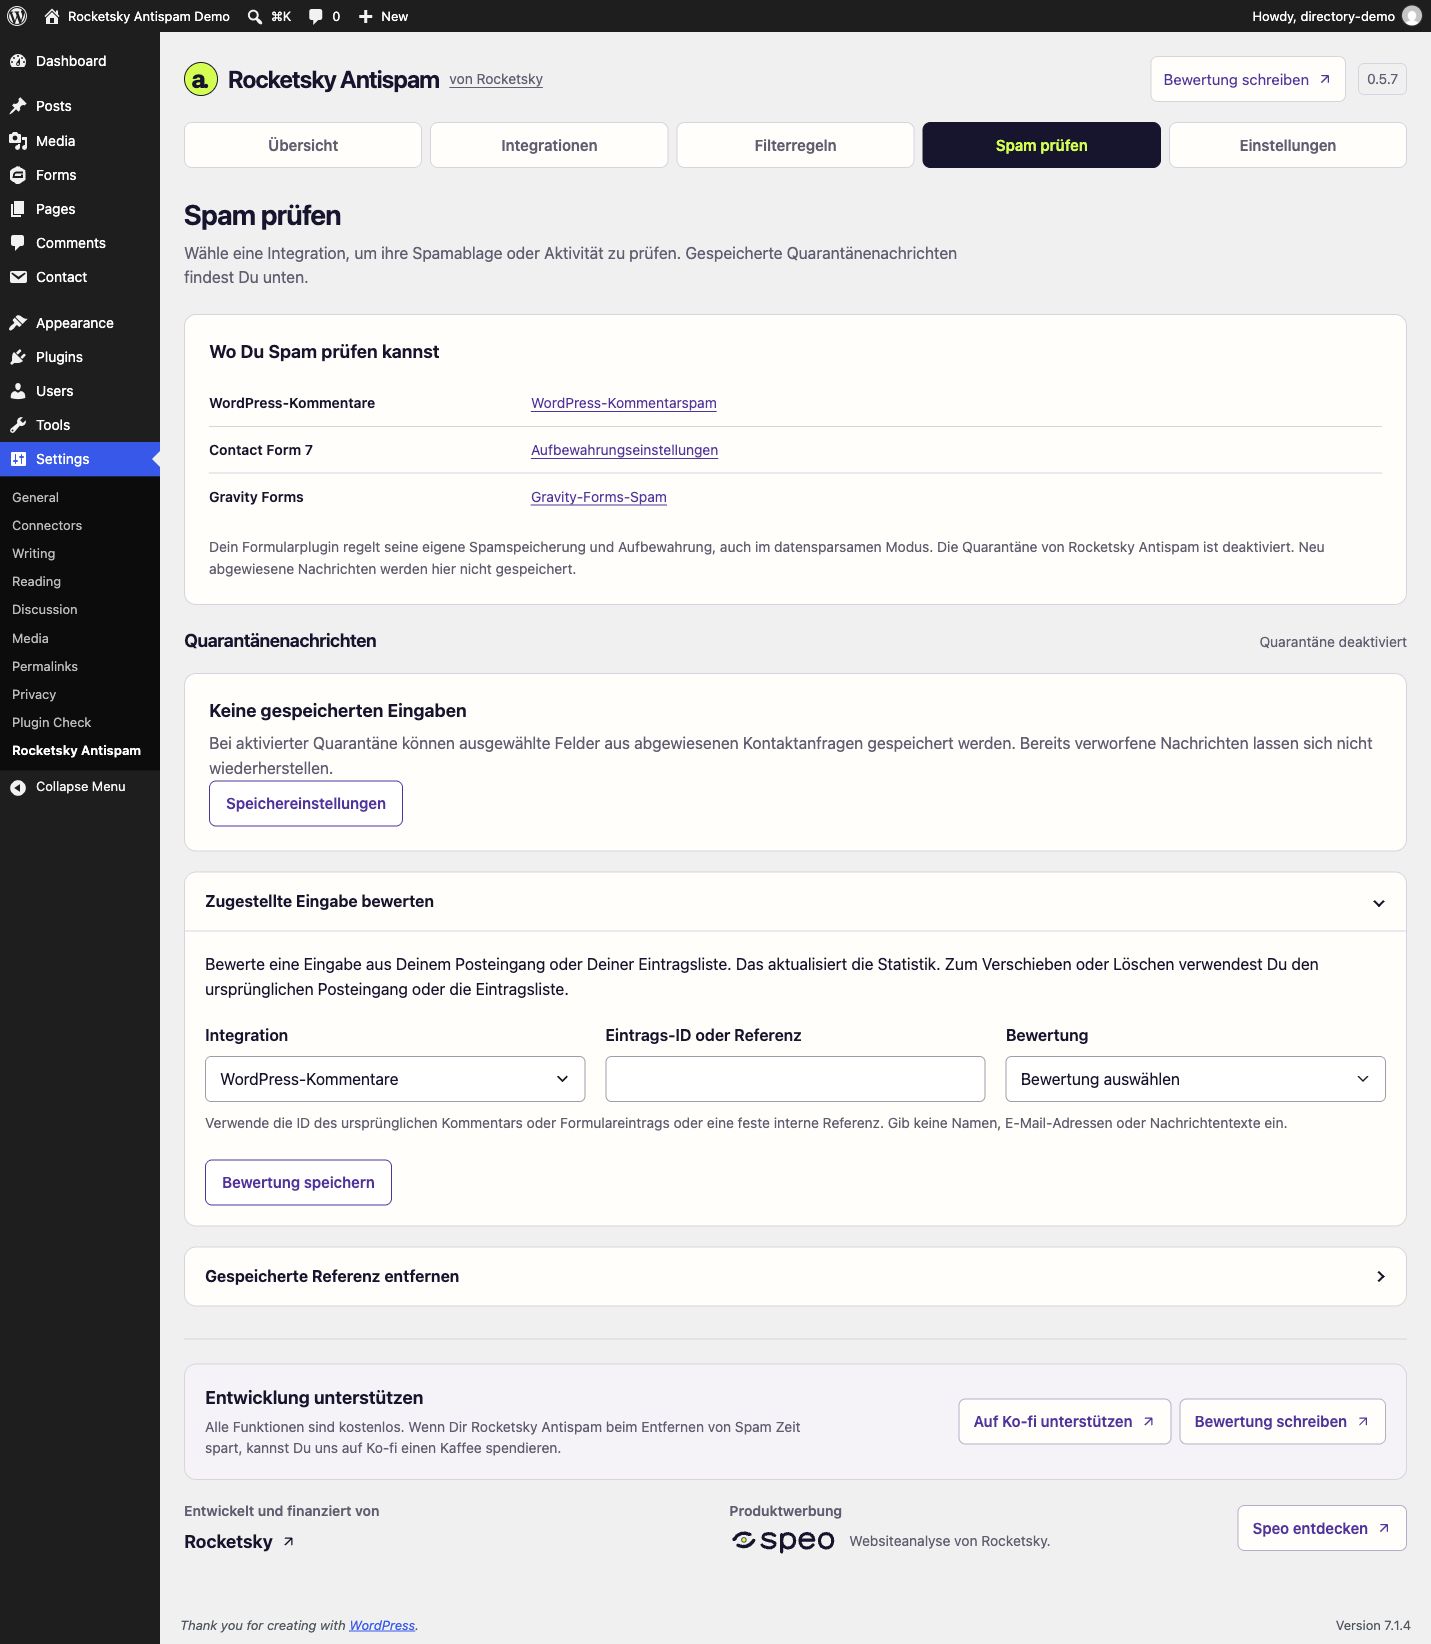 Rocketsky Antispam Demo
⌘K
0
New
Howdy, directory-demo
Dashboard
Posts
Media
Forms
Pages
Comments
Contact
Appearance
Plugins
Users
Tools
Settings
General
Connectors
Writing
Reading
Discussion
Media
Permalinks
Privacy
Plugin Check
Rocketsky Antispam
Collapse Menu
a. Rocketsky Antispam von Rocketsky
Bewertung schreiben ↗
0.5.7
Übersicht
Integrationen
Filterregeln
Spam prüfen
Einstellungen
Spam prüfen
Wähle eine Integration, um ihre Spamablage oder Aktivität zu prüfen. Gespeicherte Quarantänenachrichten
findest Du unten.
Wo Du Spam prüfen kannst
WordPress-Kommentare WordPress-Kommentarspam
Contact Form 7 Aufbewahrungseinstellungen
Gravity Forms Gravity-Forms-Spam
Dein Formularplugin regelt seine eigene Spamspeicherung und Aufbewahrung, auch im datensparsamen Modus. Die Quarantäne von Rocketsky Antispam ist deaktiviert. Neu
abgewiesene Nachrichten werden hier nicht gespeichert.
Quarantänenachrichten
Quarantäne deaktiviert
Keine gespeicherten Eingaben
Bei aktivierter Quarantäne können ausgewählte Felder aus abgewiesenen Kontaktanfragen gespeichert werden. Bereits verworfene Nachrichten lassen sich nicht
wiederherstellen.
Speichereinstellungen
Zugestellte Eingabe bewerten
Bewerte eine Eingabe aus Deinem Posteingang oder Deiner Eintragsliste. Das aktualisiert die Statistik. Zum Verschieben oder Löschen verwendest Du den
ursprünglichen Posteingang oder die Eintragsliste.
Integration
Eintrags-ID oder Referenz
Bewertung
WordPress-Kommentare
Bewertung auswählen
Verwende die ID des ursprünglichen Kommentars oder Formulareintrags oder eine feste interne Referenz. Gib keine Namen, E-Mail-Adressen oder Nachrichtentexte ein.
Bewertung speichern
Gespeicherte Referenz entfernen
Entwicklung unterstützen
Alle Funktionen sind kostenlos. Wenn Dir Rocketsky Antispam beim Entfernen von Spam Zeit
spart, kannst Du uns auf Ko-fi einen Kaffee spendieren.
Auf Ko-fi unterstützen ↗
Bewertung schreiben ↗
Entwickelt und finanziert von
Rocketsky ↗
Produktwerbung
speo Websiteanalyse von Rocketsky.
Speo entdecken ↗
Thank you for creating with WordPress.
Version 7.1.4